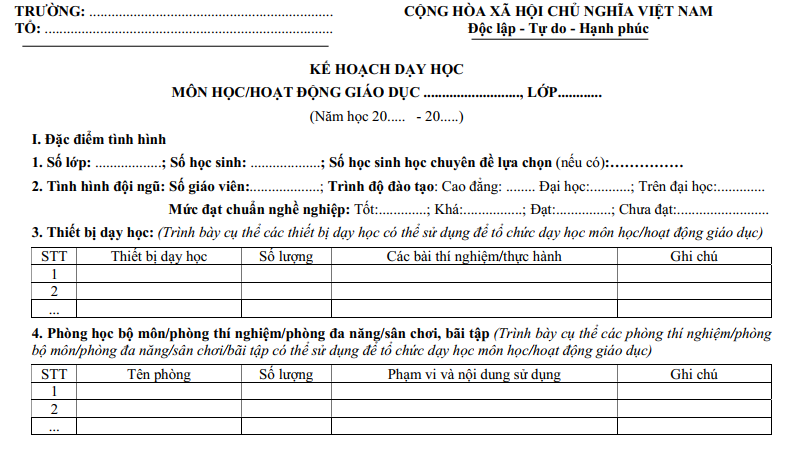 TRƯỜNG: ..................................................................... CỘNG HÒA XÃ HỘI CHỦ NGHĨA VIỆT NAM
TỔ: .................................................................................. Độc lập - Tự do - Hạnh phúc
KẾ HOẠCH DẠY HỌC
MÔN HỌC/HOẠT ĐỘNG GIÁO DỤC ..........................., LỚP............
(Năm học 20..... - 20.....)
I. Đặc điểm tình hình
1. Số lớp: ..................; Số học sinh: ...................; Số học sinh học chuyên đề lựa chọn (nếu có):……………
2. Tình hình đội ngũ: Số giáo viên:...................; Trình độ đào tạo: Cao đẳng: ........ Đại học:...........; Trên đại học:.............
Mức đạt chuẩn nghề nghiệp: Tốt:.............; Khá:................; Đạt:...............; Chưa đạt:.........................
3. Thiết bị dạy học: (Trình bày cụ thể các thiết bị dạy học có thể sử dụng để tổ chức dạy học môn học/hoạt động giáo dục)
STT Thiết bị dạy học Số lượng Các bài thí nghiệm/thực hành Ghi chú
1
2
...
4. Phòng học bộ môn/phòng thí nghiệm/phòng đa năng/sân chơi, bãi tập (Trình bày cụ thể các phòng thí nghiệm/phòng
bộ môn/phòng đa năng/sân chơi/bãi tập có thể sử dụng để tổ chức dạy học môn học/hoạt động giáo dục)
STT Tên phòng Số lượng Phạm vi và nội dung sử dụng Ghi chú
1
2
...